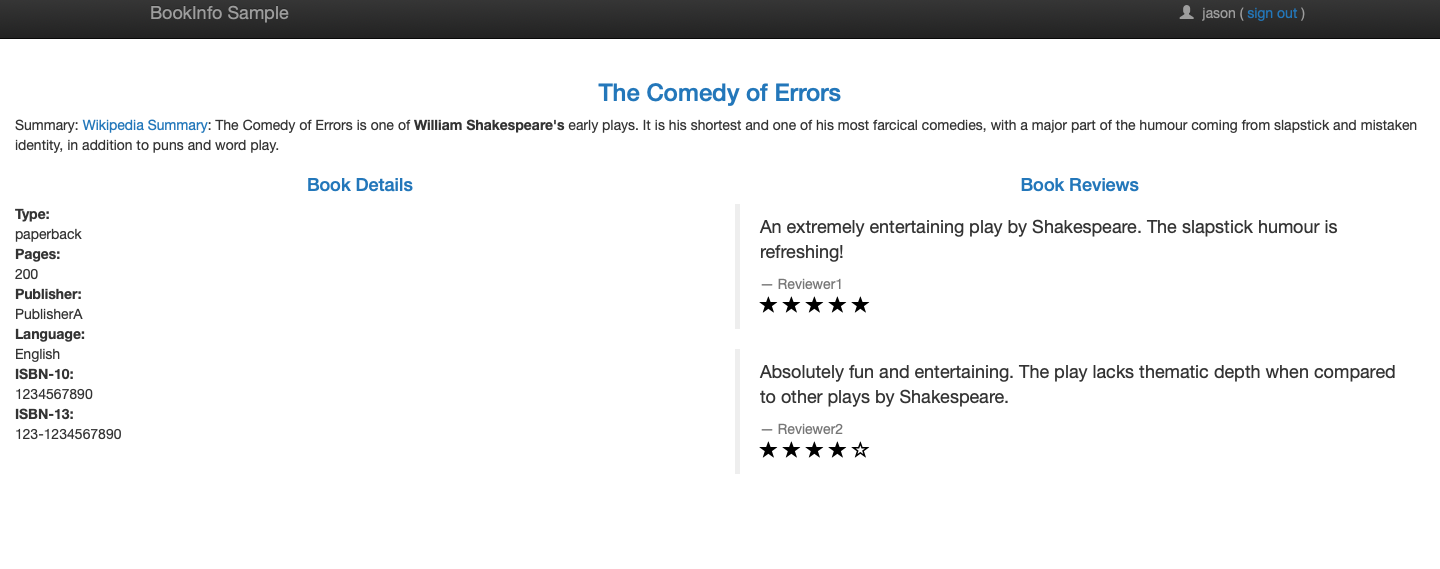 BookInfo Sample
jason ( sign out )
The Comedy of Errors
Summary: Wikipedia Summary: The Comedy of Errors is one of William Shakespeare's early plays. It is his shortest and one of his most farcical comedies, with a major part of the humour coming from slapstick and mistaken
identity, in addition to puns and word play.
Book Details
Type:
paperback
Pages:
200
Publisher:
PublisherA
Language:
English
ISBN-10:
1234567890
ISBN-13:
123-1234567890
Book Reviews
An extremely entertaining play by Shakespeare. The slapstick humour is
refreshing!
— Reviewer1
★★★★★
Absolutely fun and entertaining. The play lacks thematic depth when compared
to other plays by Shakespeare.
— Reviewer2
★★★★☆